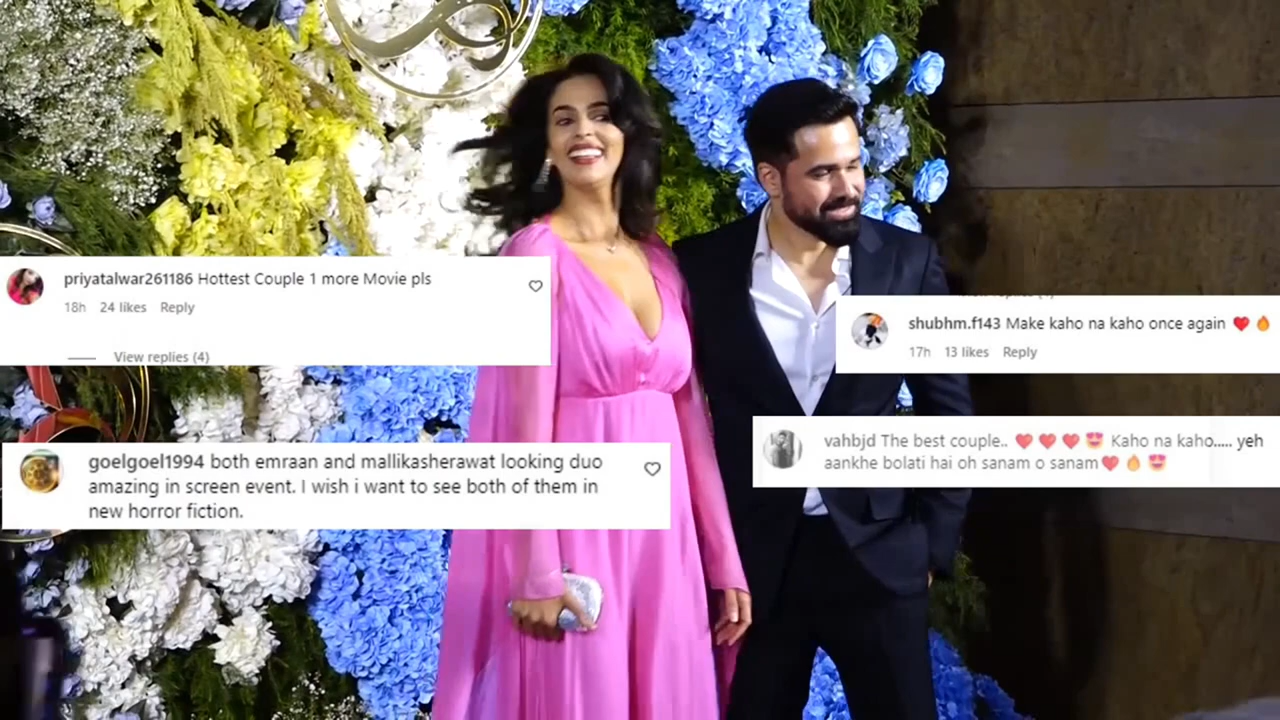 priyatalwar261186 Hottest Couple 1 more Movie pls
18h 24 likes Reply
View replies (4)
shubhm.f143 Make kaho na kaho once again ❤️ 🔥
17h 13 likes Reply
vahbjd The best couple.. ❤️ ❤️ ❤️ 😍 Kaho na kaho..... yeh
aankhe bolati hai oh sanam o sanam❤️ 🔥 😍
goelgoel1994 both emraan and mallikasherawat looking duo
amazing in screen event. I wish i want to see both of them in
new horror fiction.